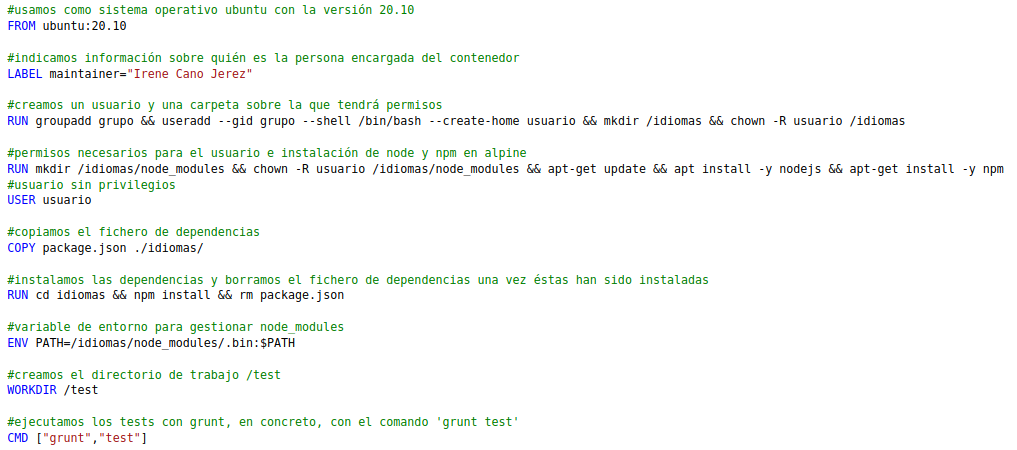 #usamos como sistema operativo ubuntu con la versión 20.10
FROM ubuntu:20.10
#indicamos información sobre quién es la persona encargada del contenedor
LABEL maintainer="Irene Cano Jerez"
#creamos un usuario y una carpeta sobre la que tendrá permisos
RUN groupadd grupo && useradd --gid grupo --shell /bin/bash --create-home usuario && mkdir /idiomas && chown -R usuario /idiomas
#permisos necesarios para el usuario e instalación de node y npm en alpine
RUN mkdir /idiomas/node_modules && chown -R usuario /idiomas/node_modules && apt-get update && apt install -y nodejs && apt-get install -y npm
#usuario sin privilegios
USER usuario
#copiamos el fichero de dependencias
COPY package.json ./idiomas/
#instalamos las dependencias y borramos el fichero de dependencias una vez éstas han sido instaladas
RUN cd idiomas && npm install && rm package.json
#variable de entorno para gestionar node_modules
ENV PATH=/idiomas/node_modules/.bin:$PATH
#creamos el directorio de trabajo /test
WORKDIR /test
#ejecutamos los tests con grunt, en concreto, con el comando 'grunt test'
CMD ["grunt","test"]